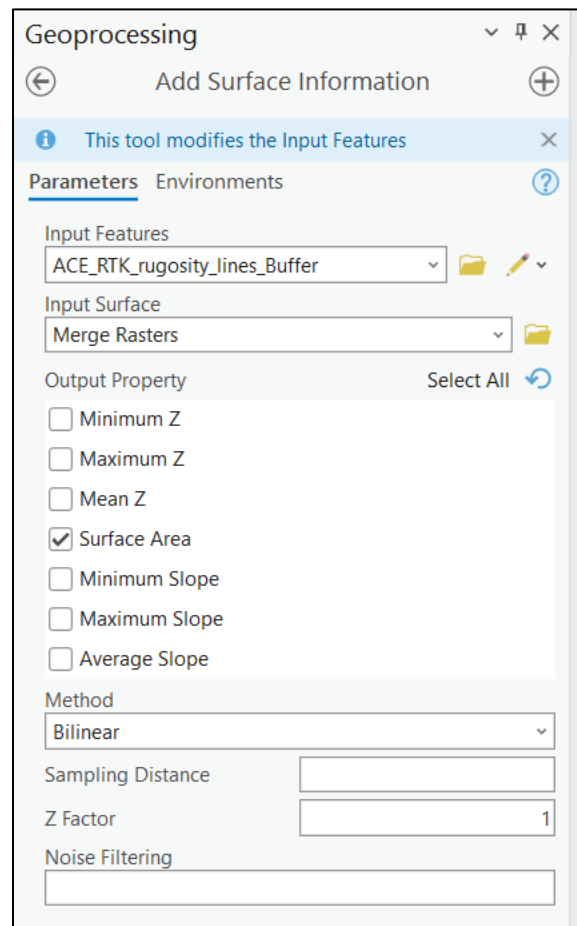 Geoprocessing
Add Surface Information
This tool modifies the Input Features
Parameters Environments
Input Features
ACE_RTK_rugosity_lines_Buffer
Input Surface
Merge Rasters
Output Property Select All
Minimum Z
Maximum Z
Mean Z
Surface Area
Minimum Slope
Maximum Slope
Average Slope
Method
Bilinear
Sampling Distance
Z Factor 1
Noise Filtering